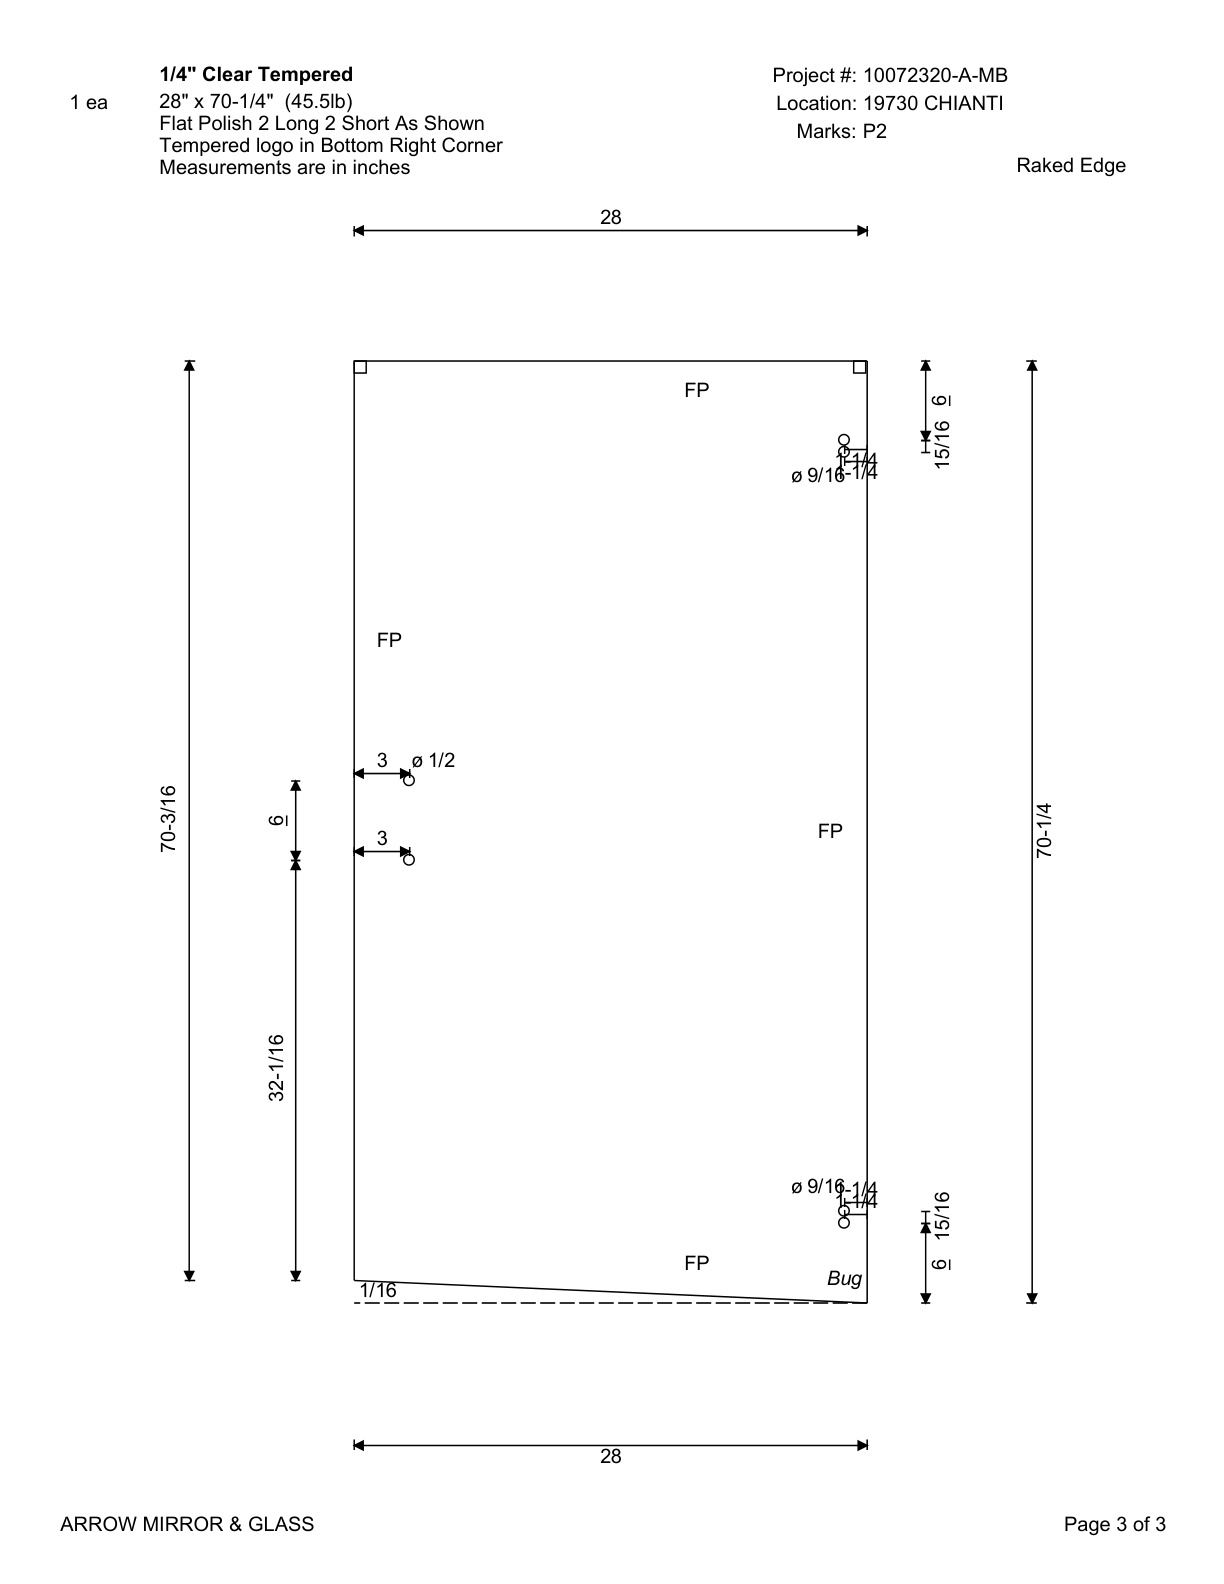 1/4" Clear Tempered
Project #: 10072320-A-MB
1 ea
28" x 70-1/4" (45.5lb)
Location: 19730 CHIANTI
Flat Polish 2 Long 2 Short As Shown
Marks: P2
Tempered logo in Bottom Right Corner
Measurements are in inches
Raked Edge
28
FP
6
15/16
1-1/4
1-1/4
ø 9/16
FP
3
ø 1/2
6
3
70-3/16
FP
70-1/4
32-1/16
ø 9/16
1-1/4
1-1/4
15/16
6
FP
Bug
1/16
28
ARROW MIRROR & GLASS
Page 3 of 3